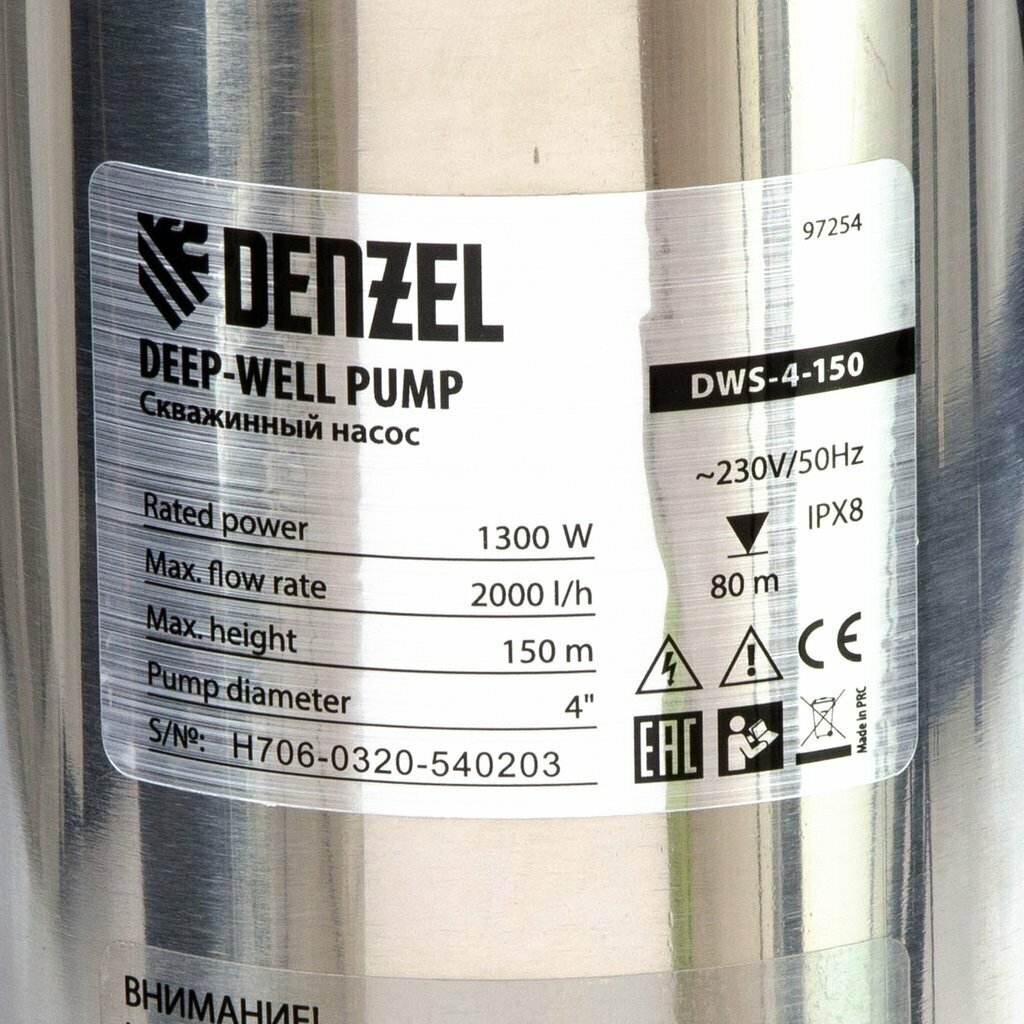 DENZEL
DEEP-WELL PUMP
Скважинный насос
97254
DWS-4-150
~230V/50Hz
IPX8
80 m
Rated power 1300 W
Max. flow rate 2000 l/h
Max. height 150 m
Pump diameter 4"
S/№: H706-0320-540203
CE
EAC
Made in PRC
ВНИМАНИЕ!